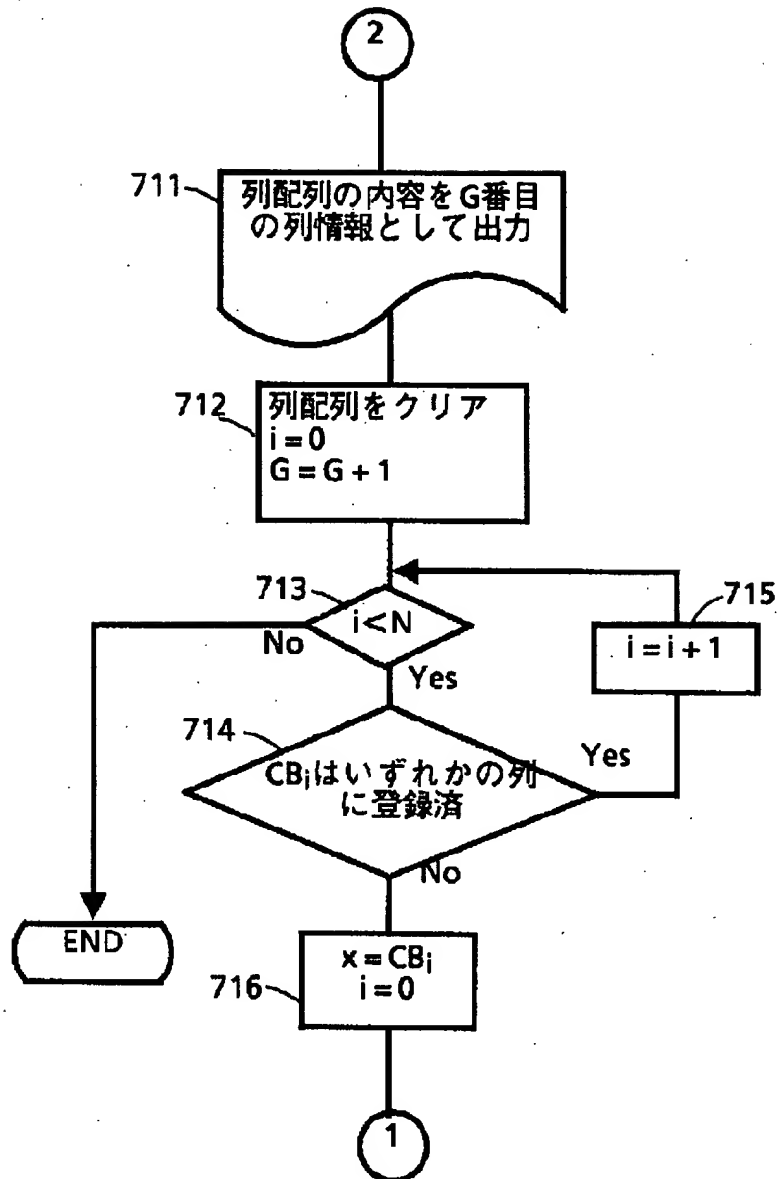 2
711
列配列の内容をG番目
の列情報として出力
712
列配列をクリア
i=0
G=G+1
713
i<N
No
Yes
715
i=i+1
714
CBiはいずれかの列
に登録済
Yes
No
END
716
x=CBi
i=0
1